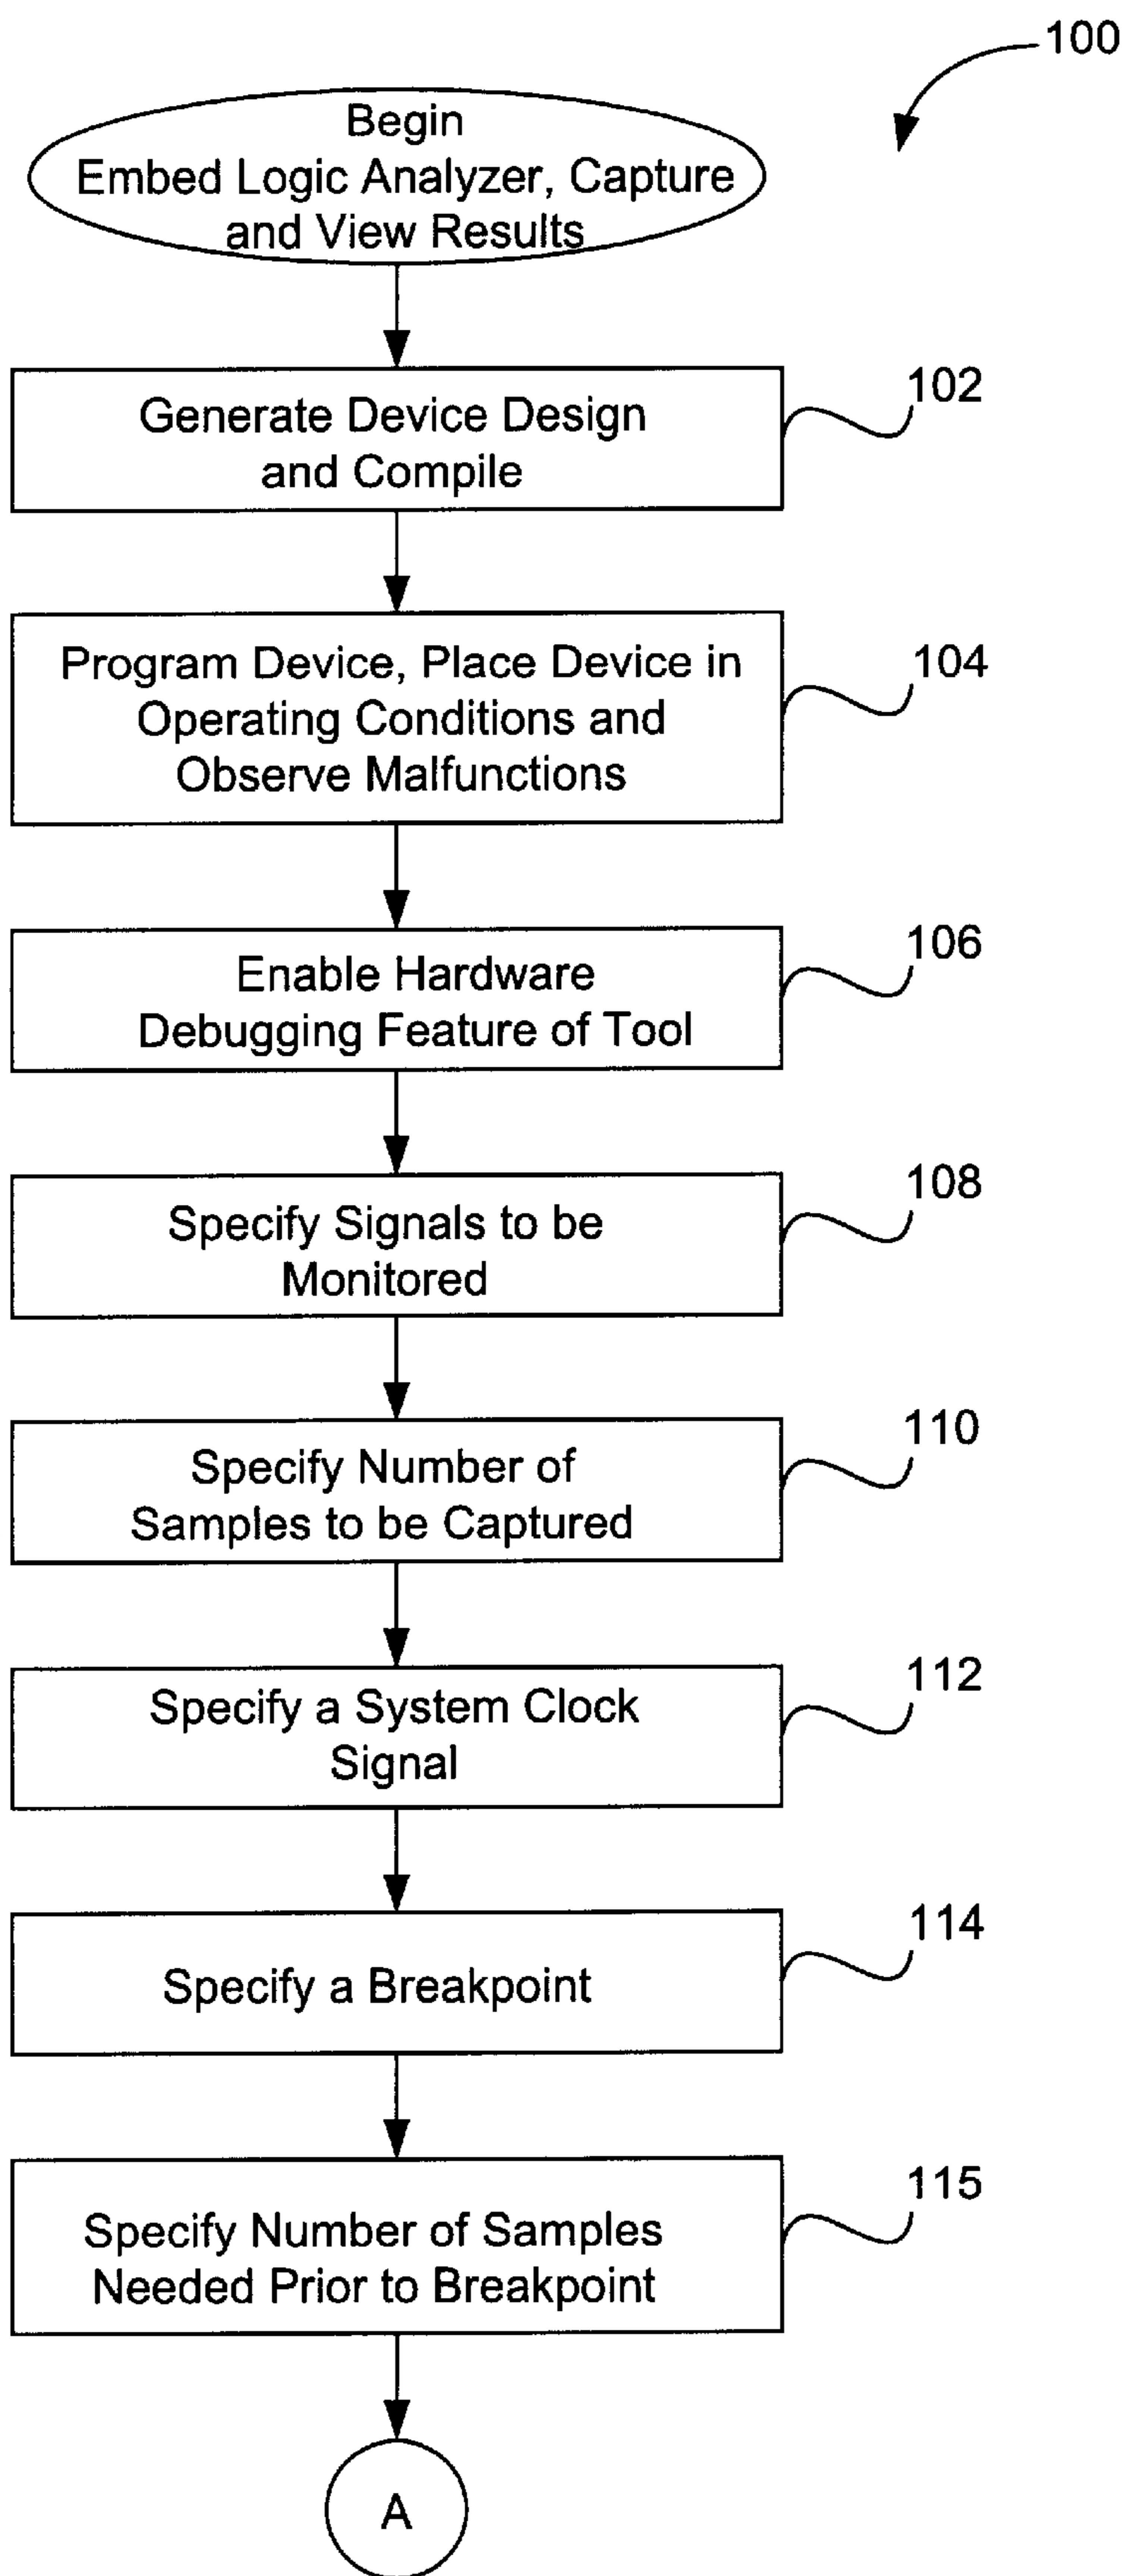 100
Begin
Embed Logic Analyzer, Capture
and View Results
102
Generate Device Design
and Compile
104
Program Device, Place Device in
Operating Conditions and
Observe Malfunctions
106
Enable Hardware
Debugging Feature of Tool
108
Specify Signals to be
Monitored
110
Specify Number of
Samples to be Captured
112
Specify a System Clock
Signal
114
Specify a Breakpoint
115
Specify Number of Samples
Needed Prior to Breakpoint
A